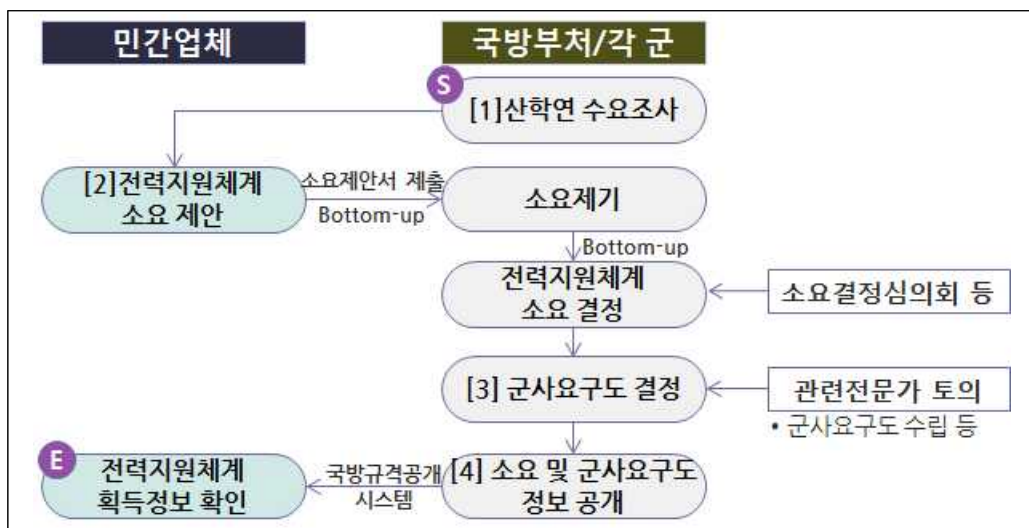 민간업체
국방부처/각 군
S
[1]산학연 수요조사
[2]전력지원체계
소요 제안
소요제안서 제출
Bottom-up
소요제기
Bottom-up
전력지원체계
소요 결정
소요결정심의회 등
[3] 군사요구도 결정
관련전문가 토의
• 군사요구도 수립 등
E
전력지원체계
획득정보 확인
국방규격공개
시스템
[4] 소요 및 군사요구도
정보 공개